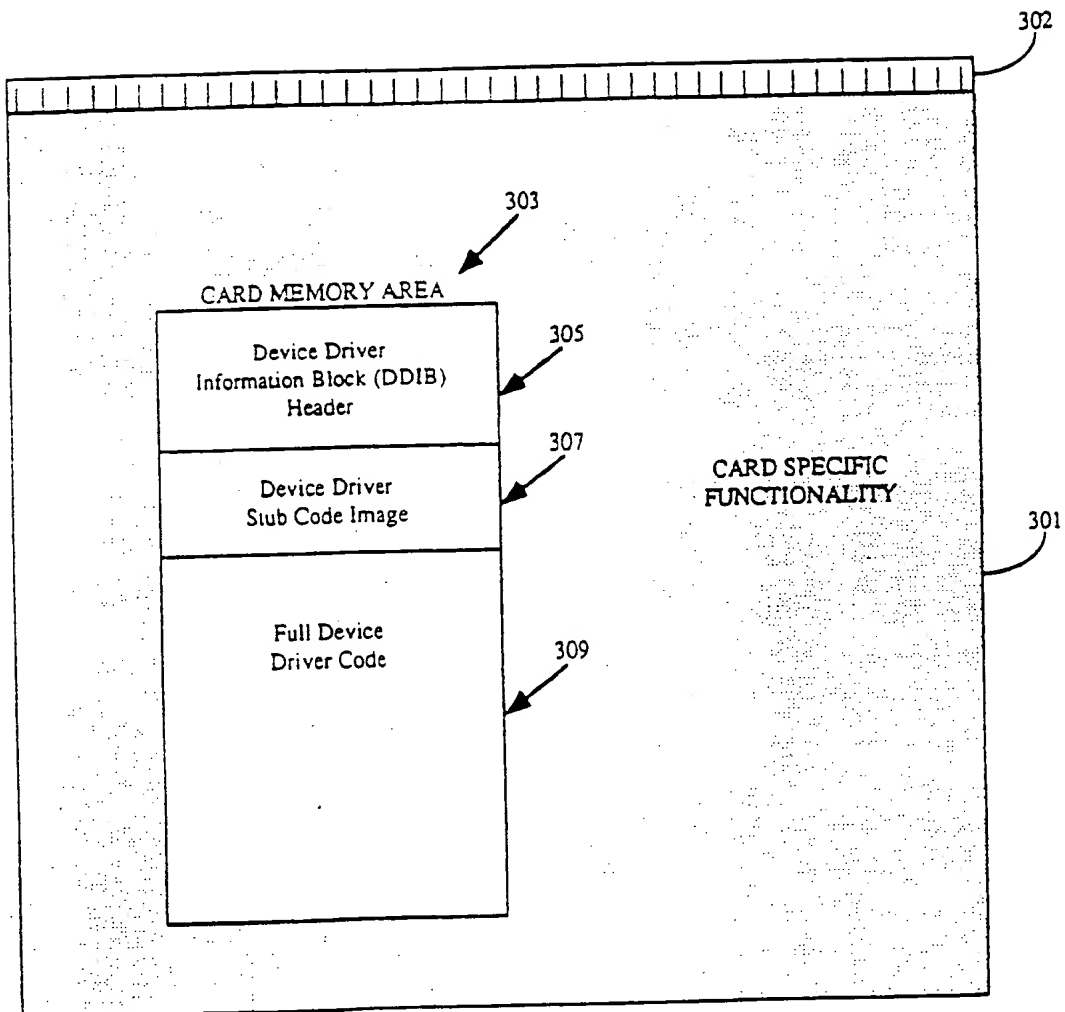 302
303
CARD MEMORY AREA
Device Driver
Information Block (DDIB)
Header
305
307
Device Driver
Stub Code Image
CARD SPECIFIC
FUNCTIONALITY
301
Full Device
Driver Code
309